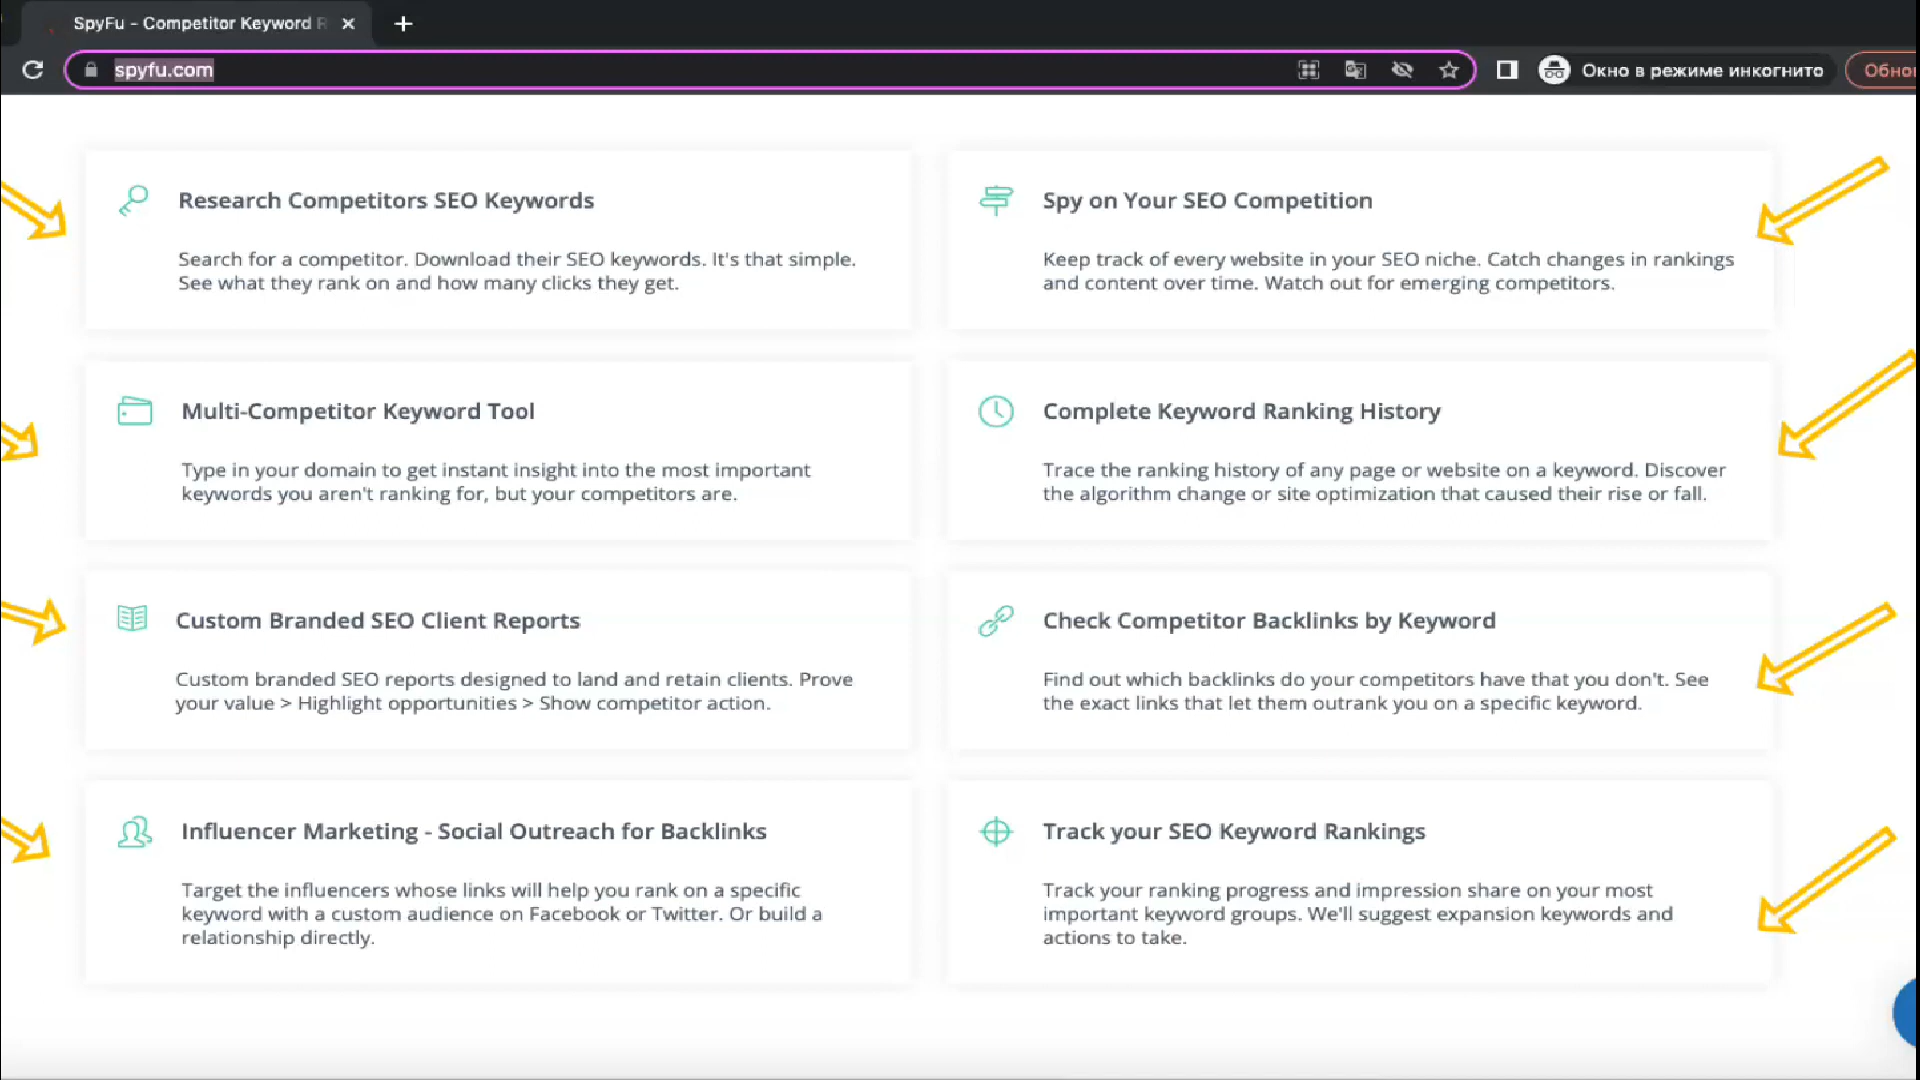 SpyFu - Competitor Keyword R
spyfu.com
Окно в режиме инкогнито
Обно
Research Competitors SEO Keywords
Search for a competitor. Download their SEO keywords. It's that simple.
See what they rank on and how many clicks they get.
Spy on Your SEO Competition
Keep track of every website in your SEO niche. Catch changes in rankings
and content over time. Watch out for emerging competitors.
Multi-Competitor Keyword Tool
Type in your domain to get instant insight into the most important
keywords you aren't ranking for, but your competitors are.
Complete Keyword Ranking History
Trace the ranking history of any page or website on a keyword. Discover
the algorithm change or site optimization that caused their rise or fall.
Custom Branded SEO Client Reports
Custom branded SEO reports designed to land and retain clients. Prove
your value > Highlight opportunities > Show competitor action.
Check Competitor Backlinks by Keyword
Find out which backlinks do your competitors have that you don't. See
the exact links that let them outrank you on a specific keyword.
Influencer Marketing - Social Outreach for Backlinks
Target the influencers whose links will help you rank on a specific
keyword with a custom audience on Facebook or Twitter. Or build a
relationship directly.
Track your SEO Keyword Rankings
Track your ranking progress and impression share on your most
important keyword groups. We'll suggest expansion keywords and
actions to take.